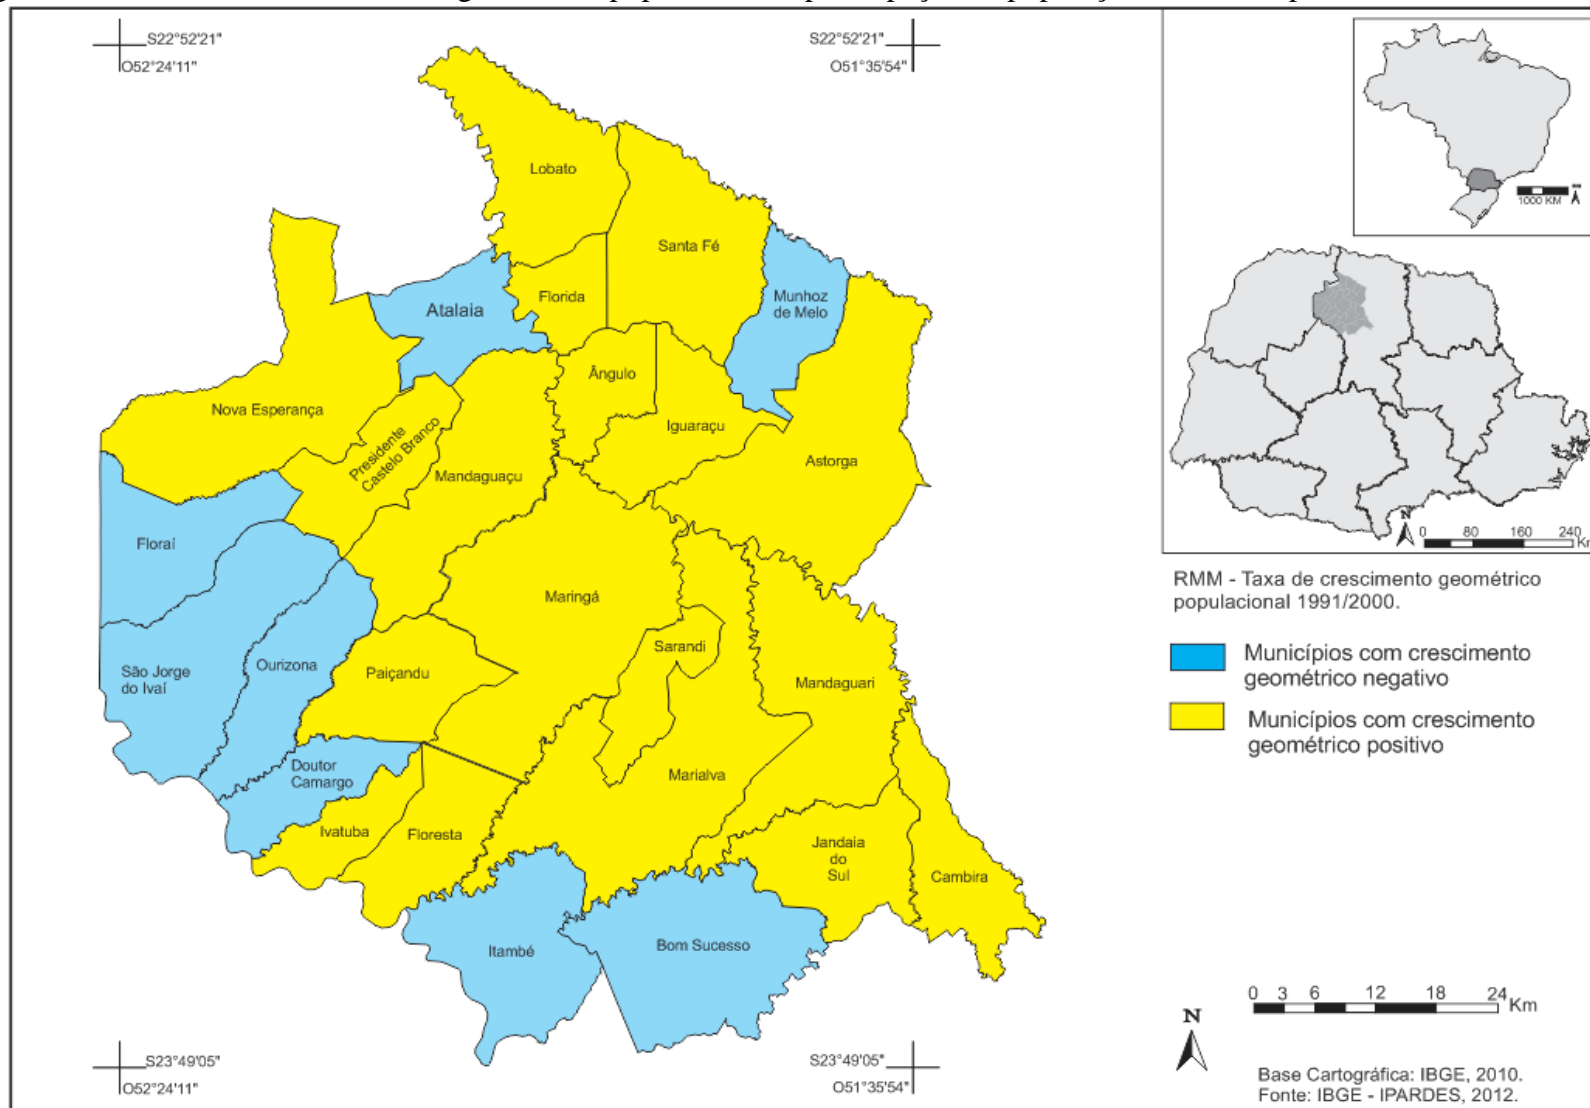 S22°52'21"
O52°24'11"
S22°52'21"
O51°35'54"
Lobato
Santa Fé
Munhoz
de Melo
Atalaia
Florida
Ângulo
Nova Esperança
Presidente
Castelo Branco
Iguaraçu
Mandaguaçu
Astorga
Floraí
Maringá
Sarandi
São Jorge
do Ivaí
Ourizona
Paiçandu
Mandaguari
Doutor
Camargo
Marialva
Ivatuba
Floresta
Jandaia
do
Sul
Cambira
Itambé
Bom Sucesso
S23°49'05"
O52°24'11"
S23°49'05"
O51°35'54"
1000 KM
N
0 80 160 240
Km
RMM - Taxa de crescimento geométrico
populacional 1991/2000.
Municípios com crescimento
geométrico negativo
Municípios com crescimento
geométrico positivo
0 3 6 12 18 24 Km
N
Base Cartográfica: IBGE, 2010.
Fonte: IBGE - IPARDES, 2012.